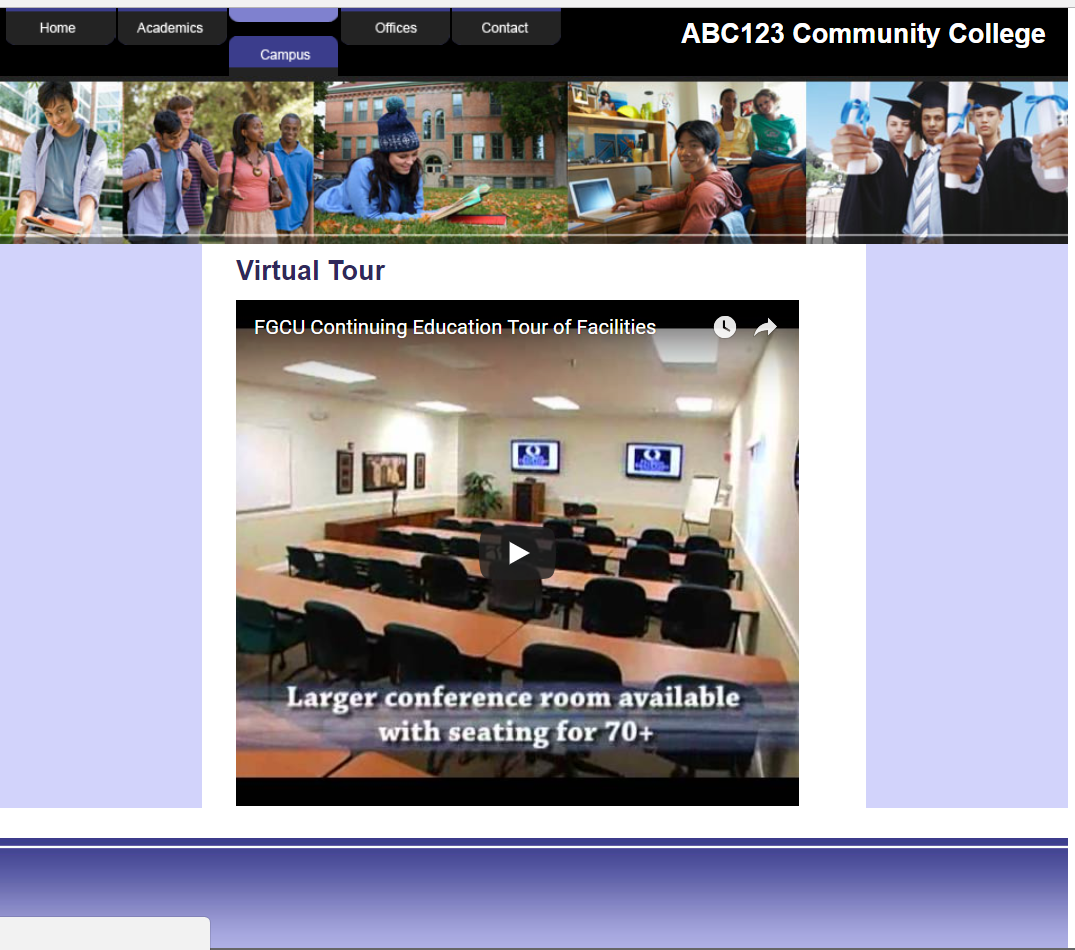 Home
Academics
Campus
Offices
Contact
ABC123 Community College
Virtual Tour
FGCU Continuing Education Tour of Facilities
Larger conference room available
with seating for 70+